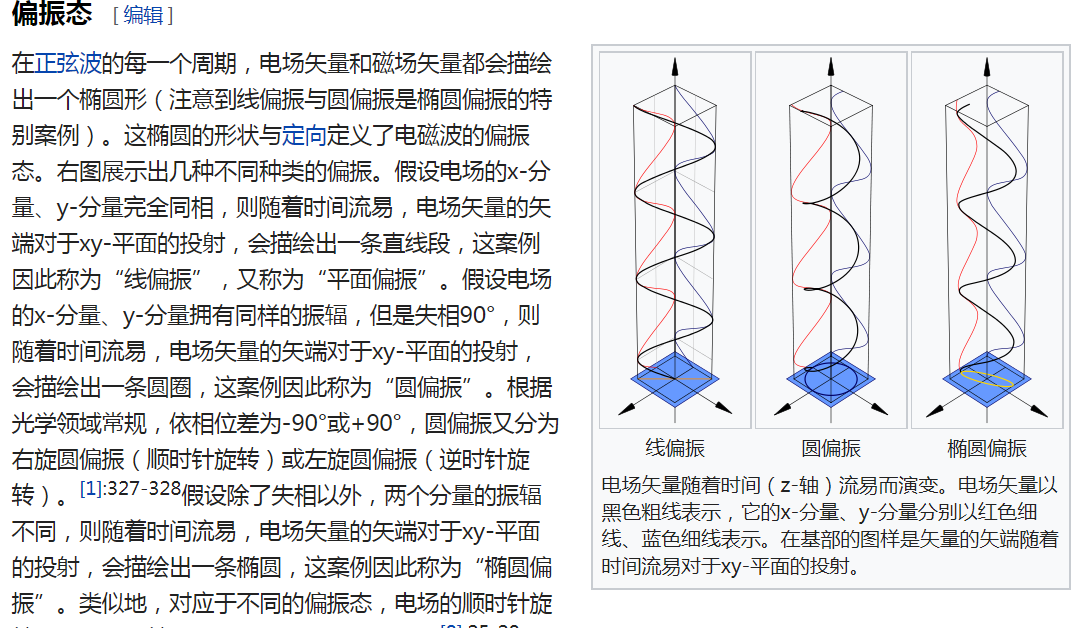 偏振态 [ 编辑 ]
在正弦波的每一个周期，电场矢量和磁场矢量都会描绘
出一个椭圆形（注意到线偏振与圆偏振是椭圆偏振的特
别案例）。这椭圆的形状与定向定义了电磁波的偏振
态。右图展示出几种不同种类的偏振。假设电场的x-分
量、y-分量完全同相，则随着时间流易，电场矢量的矢
端对于xy-平面的投射，会描绘出一条直线段，这案例
因此称为“线偏振”，又称为“平面偏振”。假设电场
的x-分量、y-分量拥有同样的振辐，但是失相90°，则
随着时间流易，电场矢量的矢端对于xy-平面的投射，
会描绘出一条圆圈，这案例因此称为“圆偏振”。根据
光学领域常规，依相位差为-90°或+90°，圆偏振又分为
右旋圆偏振（顺时针旋转）或左旋圆偏振（逆时针旋
转）。[1]:327-328假设除了失相以外，两个分量的振辐
不同，则随着时间流易，电场矢量的矢端对于xy-平面
的投射，会描绘出一条椭圆，这案例因此称为“椭圆偏
振”。类似地，对应于不同的偏振态，电场的顺时针旋
线偏振
圆偏振
椭圆偏振
电场矢量随着时间（z-轴）流易而演变。电场矢量以
黑色粗线表示，它的x-分量、y-分量分别以红色细
线、蓝色细线表示。在基部的图样是矢量的矢端随着
时间流易对于xy-平面的投射。